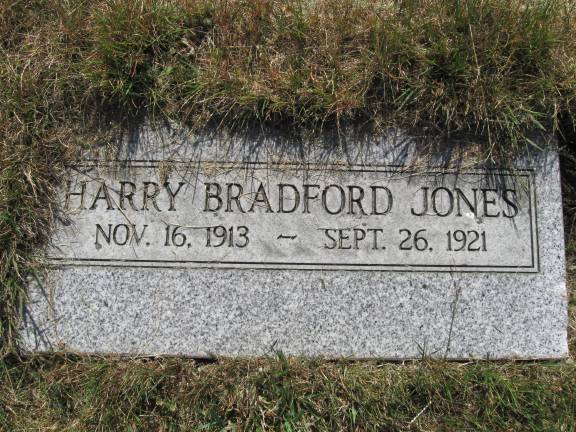 HARRY BRADFORD JONES
NOV. 16, 1913 ~ SEPT. 26, 1921